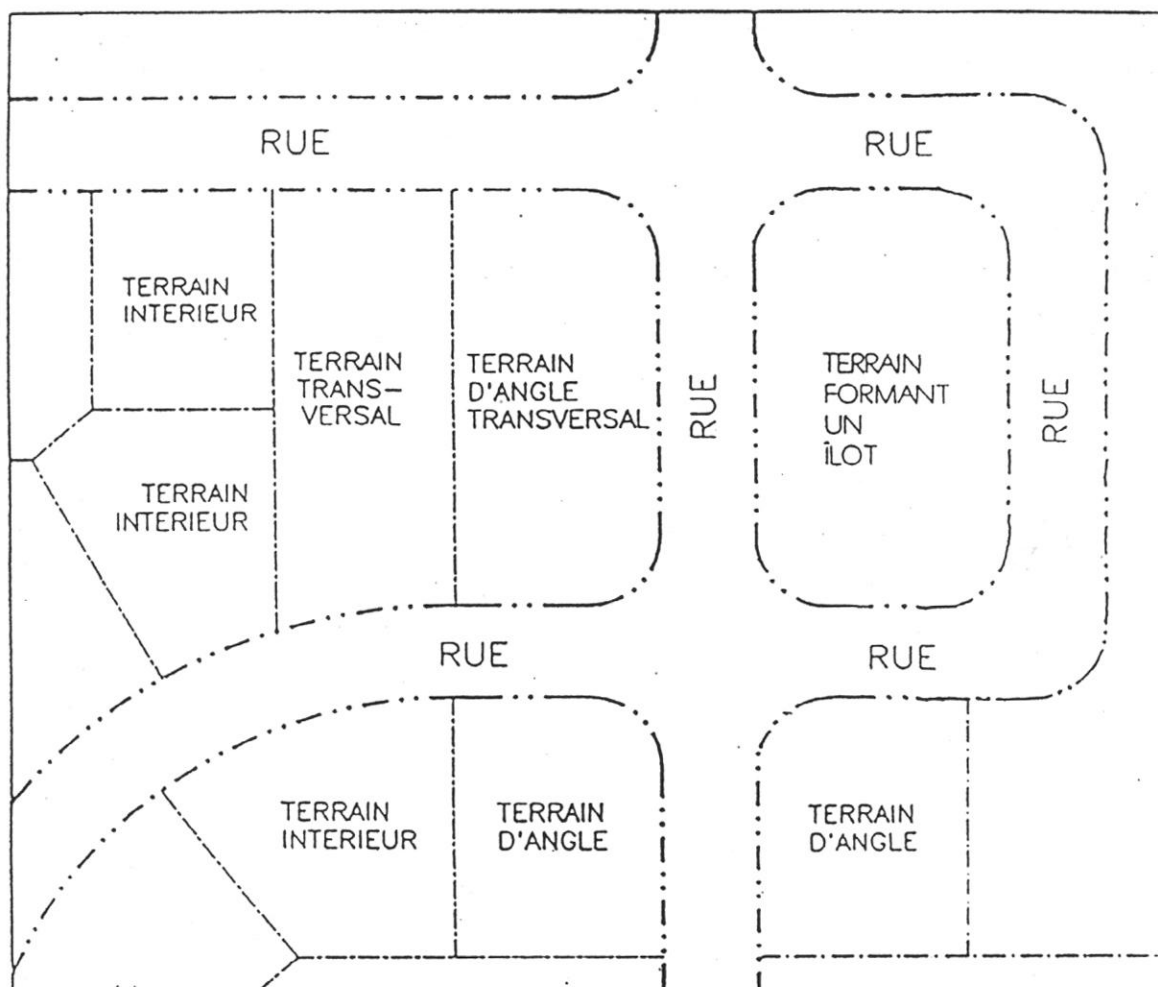 RUE
RUE
TERRAIN
INTERIEUR
TERRAIN
TRANS-
VERSAL
TERRAIN
D'ANGLE
TRANSVERSAL
RUE
TERRAIN
FORMANT
UN
ÎLOT
RUE
TERRAIN
INTERIEUR
RUE
RUE
TERRAIN
INTERIEUR
TERRAIN
D'ANGLE
TERRAIN
D'ANGLE